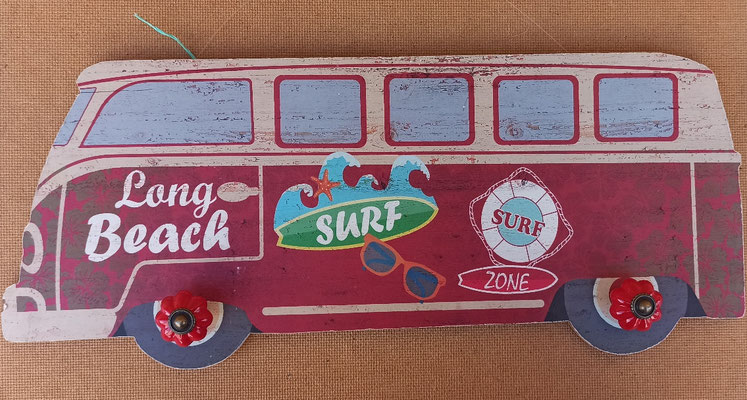 Long
Beach
SURF
SURF
ZONE